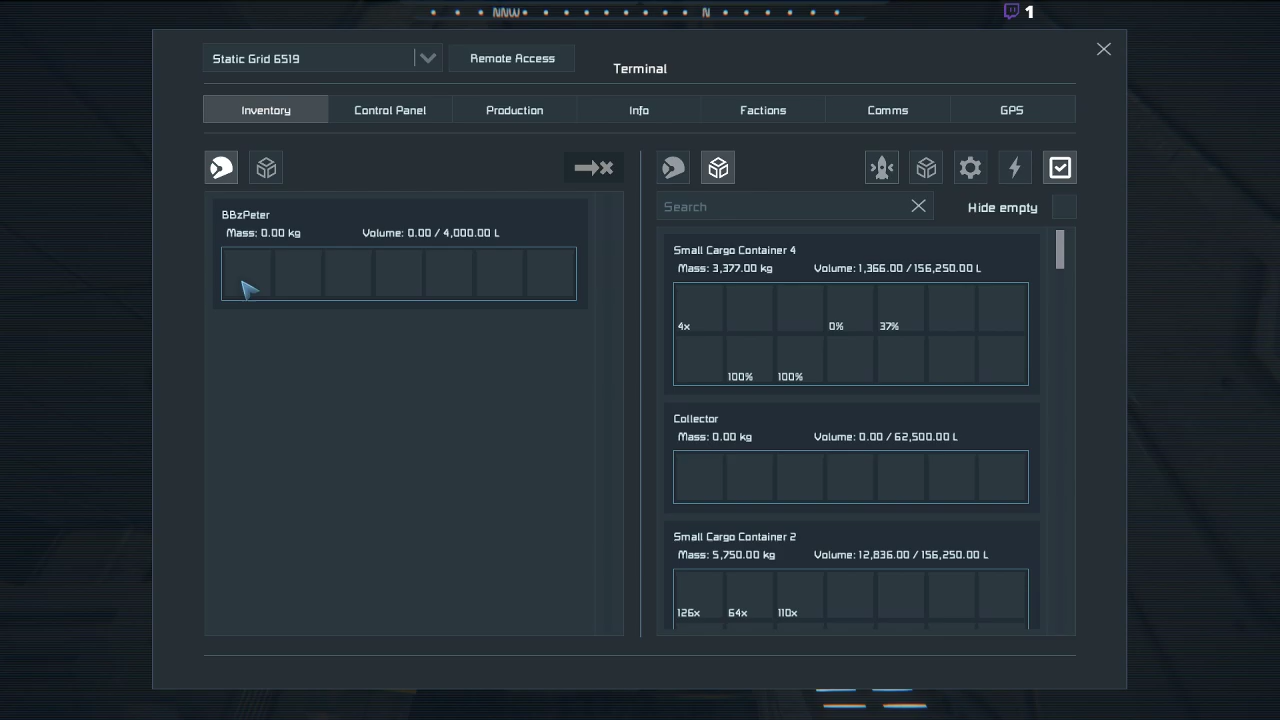 NNW
N
1
Static Grid 6519
Remote Access
Terminal
Inventory
Control Panel
Production
Info
Factions
Comms
GPS
BBzPeter
Mass: 0.00 kg
Volume: 0.00 / 4,000.00 L
Search
Hide empty
Small Cargo Container 4
Mass: 3,377.00 kg
Volume: 1,366.00 / 156,250.00 L
4x
0%
37%
100%
100%
Collector
Mass: 0.00 kg
Volume: 0.00 / 62,500.00 L
Small Cargo Container 2
Mass: 5,750.00 kg
Volume: 12,836.00 / 156,250.00 L
126x
64x
110x